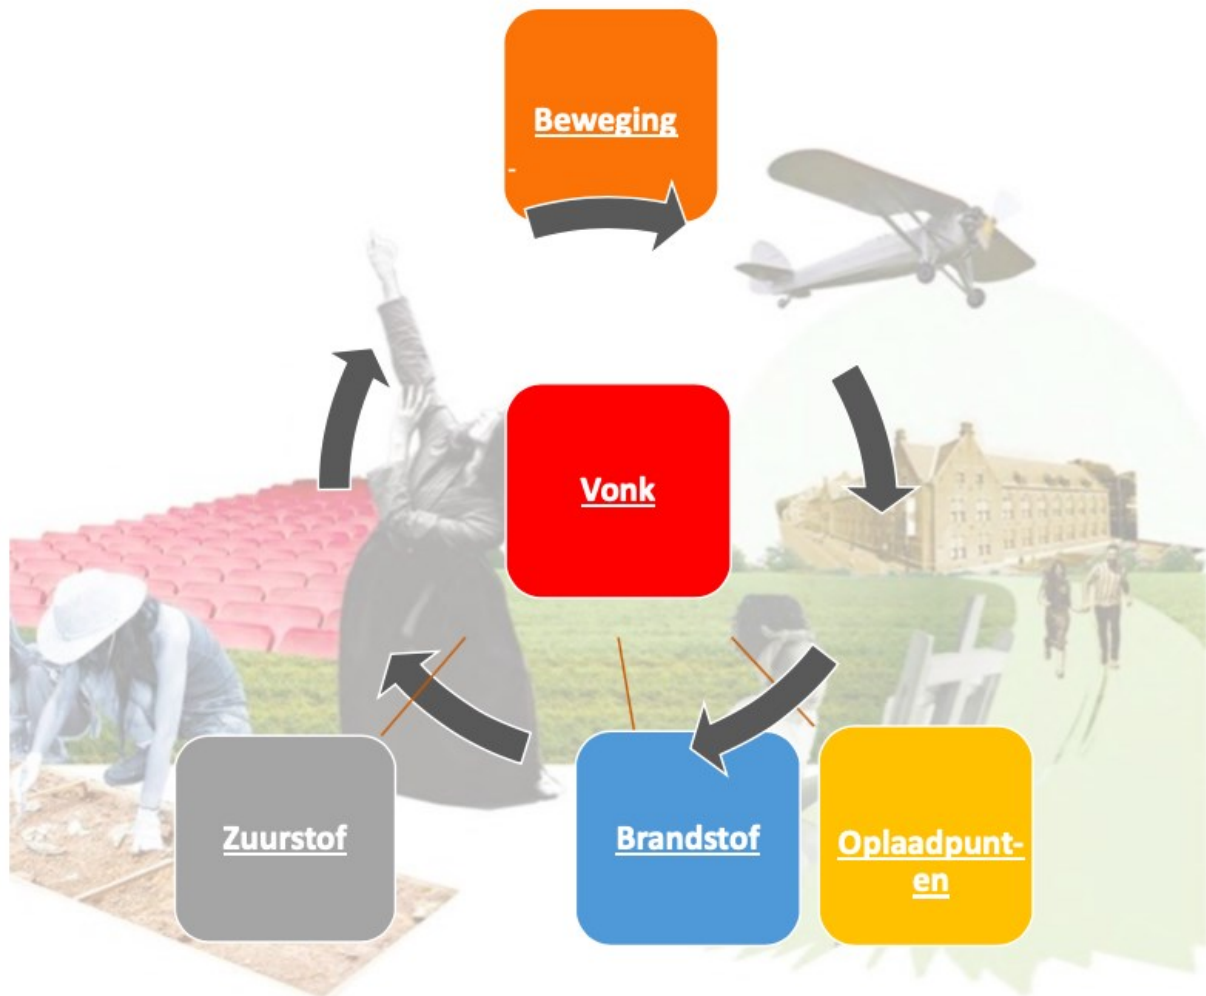 Beweging
-
Vonk
Zuurstof
Brandstof
Oplaadpunt-
en